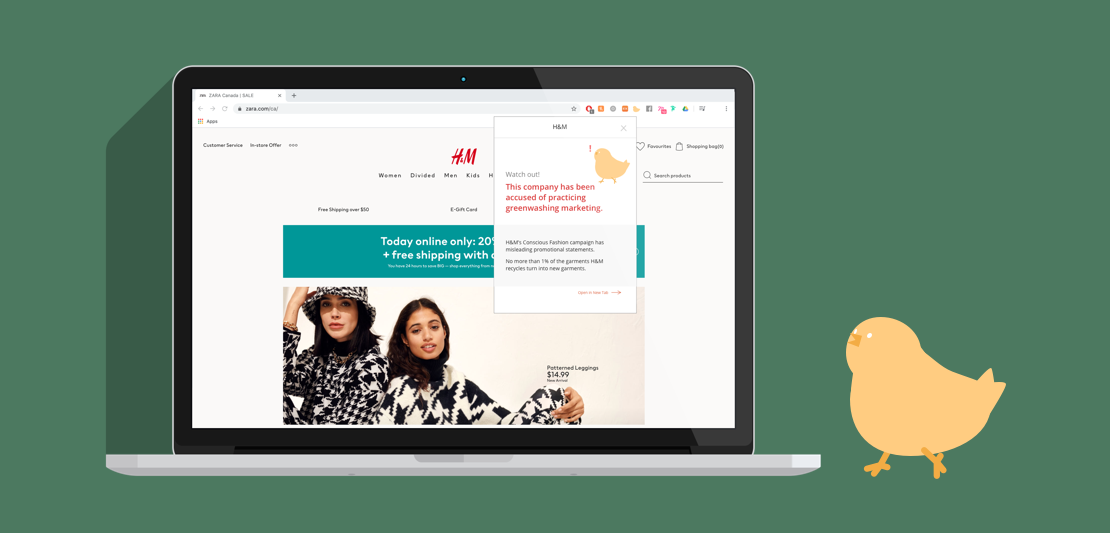 ZARA Canada | SALE
zara.com/ca/
Apps
H&M
Customer Service In-store Offer
H&M
Favourites Shopping bag(0)
Women Divided Men Kids H
Search products
Watch out!
This company has been
accused of practicing
greenwashing marketing.
Free Shipping over $50 E-Gift Card
Today online only: 20%
+ free shipping with
You have 24 hours to save BIG — shop everything from
H&M's Conscious Fashion campaign has
misleading promotional statements.
No more than 1% of the garments H&M
recycles turn into new garments.
Open in New Tab
Patterned Leggings
$14.99
New Arrival